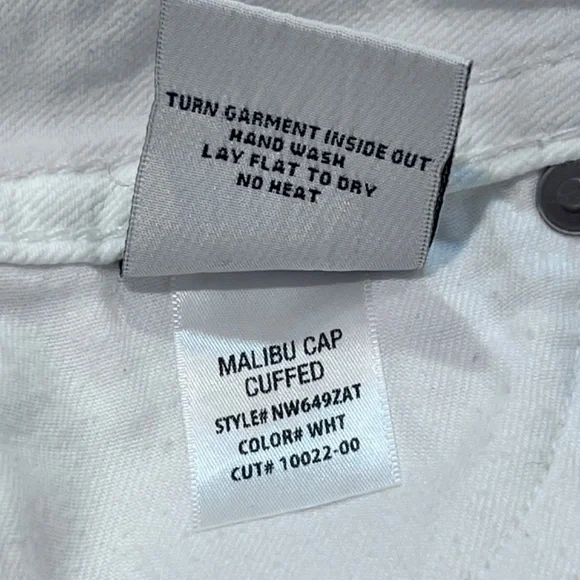 TURN GARMENT INSIDE OUT
HAND WASH
LAY FLAT TO DRY
NO HEAT
MALIBU CAP
CUFFED
STYLE# NW649ZAT
COLOR# WHT
CUT# 10022-00